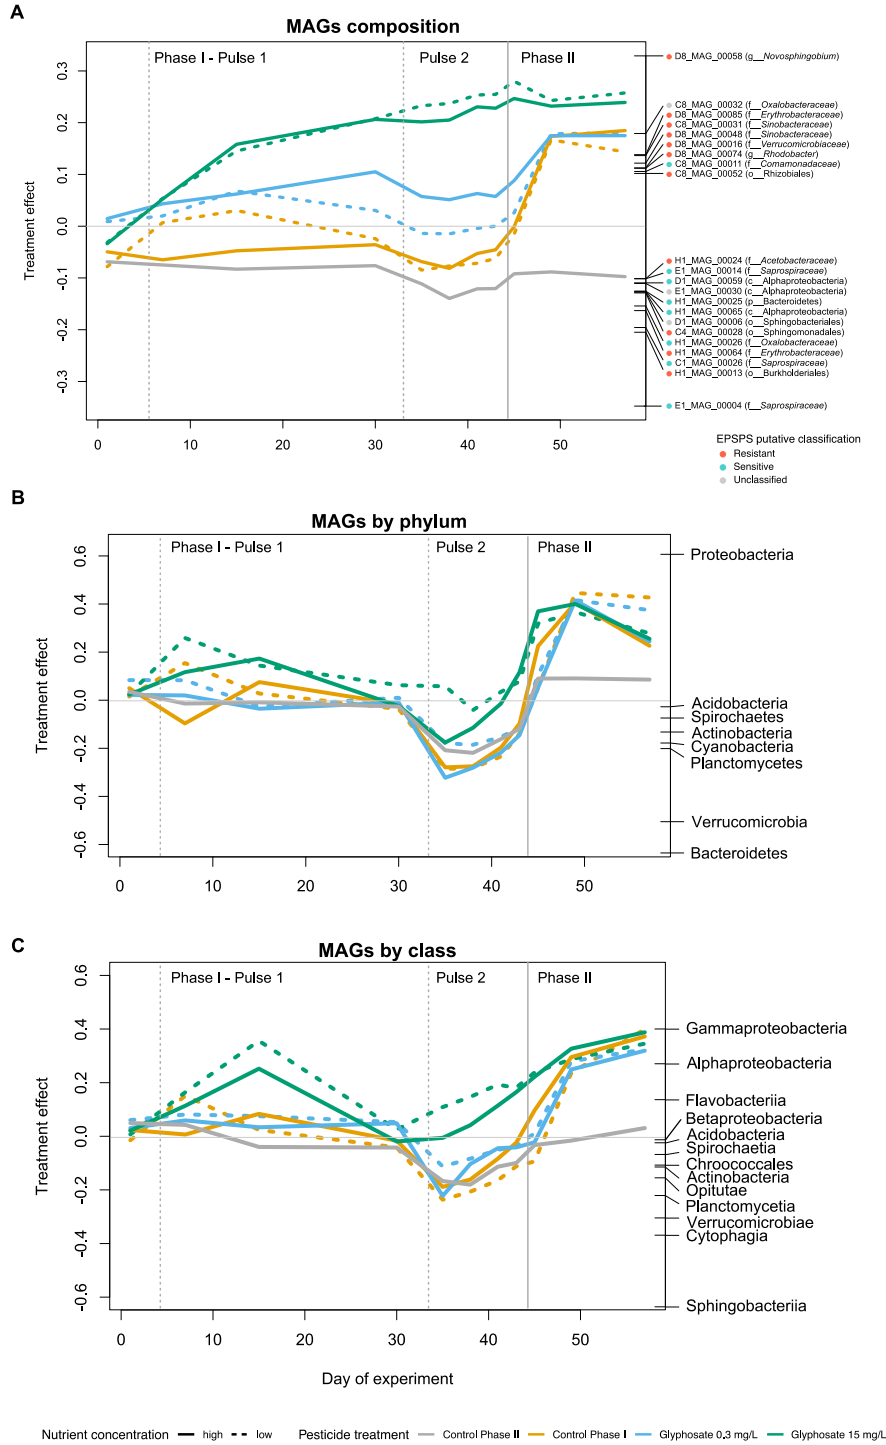 A
MAGs composition
Phase I - Pulse 1
Pulse 2
Phase II
Treatment effect
0.3
0.2
0.1
0.0
-0.1
-0.2
-0.3
0
10
20
30
40
50
D8_MAG_00058 (g__Novosphingobium)
C8_MAG_00032 (f__Oxalobacteraceae)
D8_MAG_00085 (f__Erythrobacteraceae)
C8_MAG_00031 (f__Sinobacteraceae)
D8_MAG_00048 (f__Sinobacteraceae)
D8_MAG_00016 (f__Verrucomicrobiaceae)
D8_MAG_00074 (g__Rhodobacter)
C8_MAG_00011 (f__Comamonadaceae)
C8_MAG_00052 (o__Rhizobiales)
H1_MAG_00024 (f__Acetobacteraceae)
E1_MAG_00014 (f__Saprospiraceae)
D1_MAG_00059 (c__Alphaproteobacteria)
E1_MAG_00030 (c__Alphaproteobacteria)
H1_MAG_00025 (p__Bacteroidetes)
H1_MAG_00065 (c__Alphaproteobacteria)
D1_MAG_00006 (o__Sphingobacteriales)
C4_MAG_00028 (o__Sphingomonadales)
H1_MAG_00026 (f__Oxalobacteraceae)
H1_MAG_00064 (f__Erythrobacteraceae)
C1_MAG_00026 (f__Saprospiraceae)
H1_MAG_00013 (o__Burkholderiales)
E1_MAG_00004 (f__Saprospiraceae)
EPSPS putative classification
Resistant
Sensitive
Unclassified
B
MAGs by phylum
Phase I - Pulse 1
Pulse 2
Phase II
Treatment effect
0.6
0.4
0.2
0.0
-0.2
-0.4
-0.6
0
10
20
30
40
50
Proteobacteria
Acidobacteria
Spirochaetes
Actinobacteria
Cyanobacteria
Planctomycetes
Verrucomicrobia
Bacteroidetes
C
MAGs by class
Phase I - Pulse 1
Pulse 2
Phase II
Treatment effect
0.6
0.4
0.2
0.0
-0.2
-0.4
-0.6
0
10
20
30
40
50
Gammaproteobacteria
Alphaproteobacteria
Flavobacteriia
Betaproteobacteria
Acidobacteria
Spirochaetia
Chroococcales
Actinobacteria
Opitutae
Planctomycetia
Verrucomicrobiae
Cytophagia
Sphingobacteriia
Day of experiment
Nutrient concentration high low Pesticide treatment Control Phase II Control Phase I Glyphosate 0.3 mg/L Glyphosate 15 mg/L